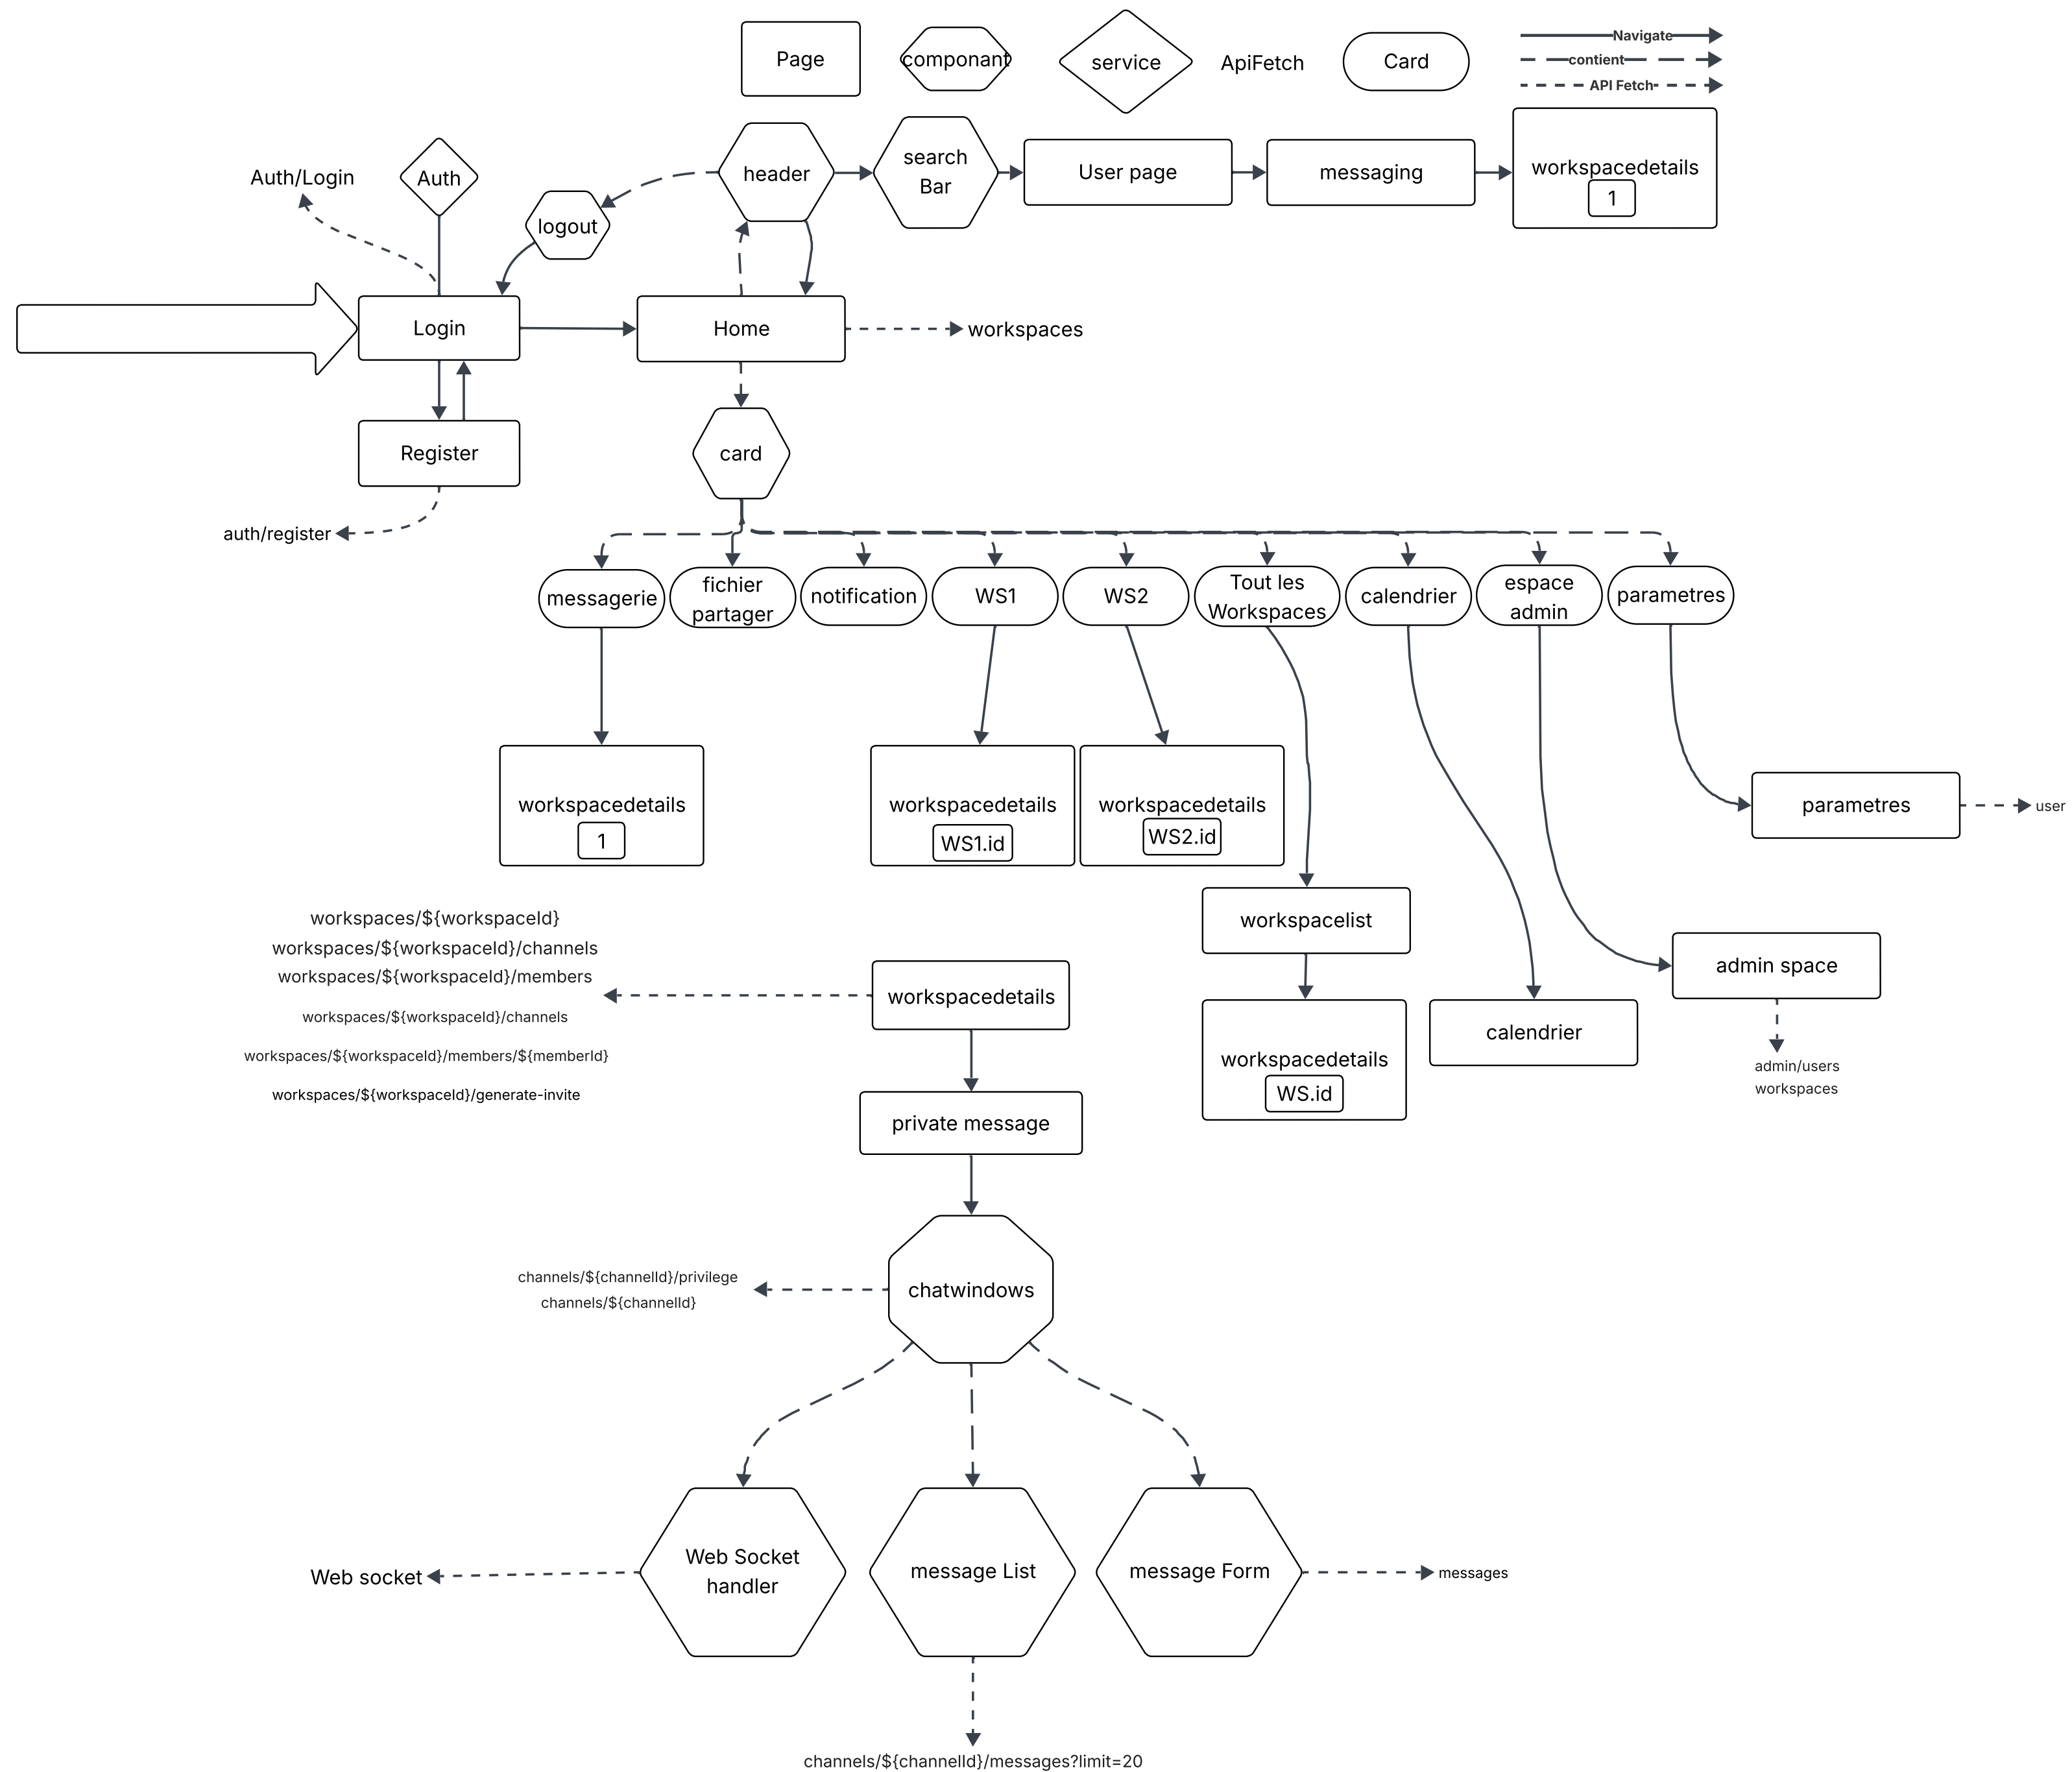 Page
componant
service
ApiFetch
Card
Navigate
contient
API Fetch
Auth/Login
Auth
logout
header
search
Bar
User page
messaging
workspacedetails
1
Login
Home
workspaces
Register
card
auth/register
messagerie
fichier
partager
notification
WS1
WS2
Tout les
Workspaces
calendrier
espace
admin
parametres
workspacedetails
1
workspacedetails
WS1.id
workspacedetails
WS2.id
parametres
user
workspacelist
workspaces/${workspaceId}
workspaces/${workspaceId}/channels
workspaces/${workspaceId}/members
workspaces/${workspaceId}/channels
workspaces/${workspaceId}/members/${memberId}
workspaces/${workspaceId}/generate-invite
workspacedetails
admin space
workspacedetails
WS.id
calendrier
admin/users
workspaces
private message
channels/${channelId}/privilege
channels/${channelId}
chatwindows
Web socket
Web Socket
handler
message List
message Form
messages
channels/${channelId}/messages?limit=20